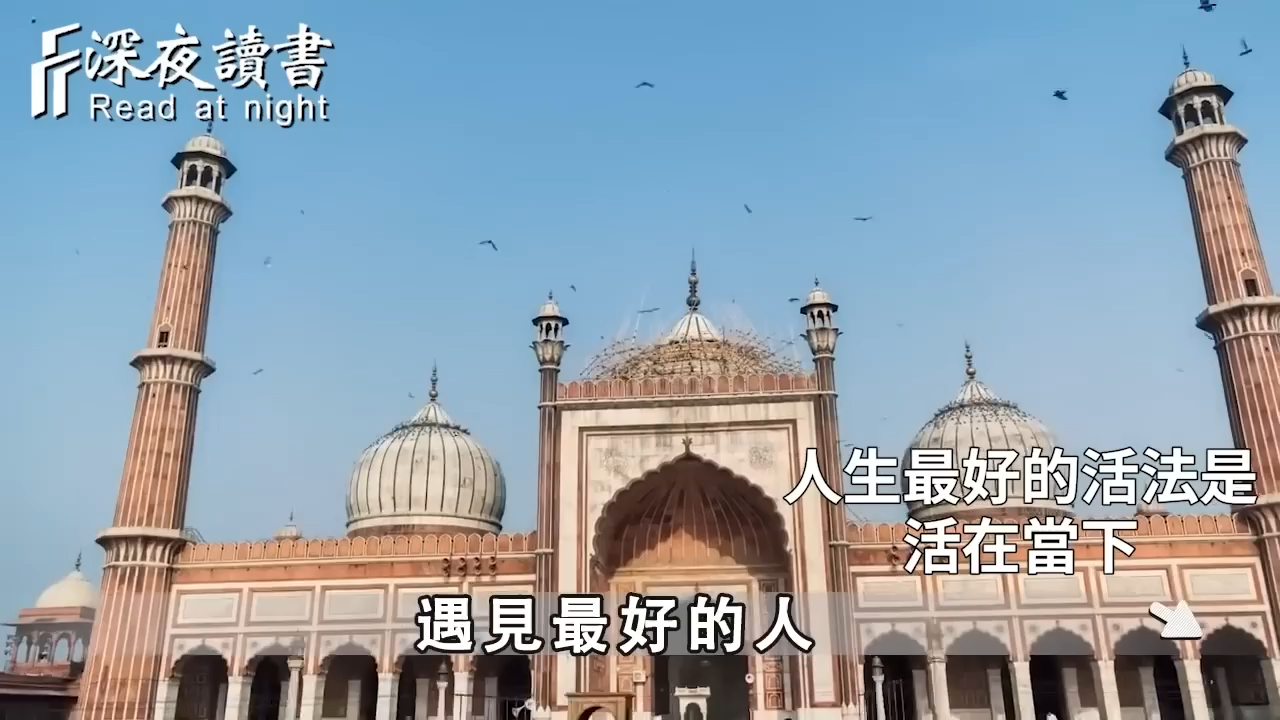 深夜讀書
Read at night
人生最好的活法是
活在當下
遇見最好的人